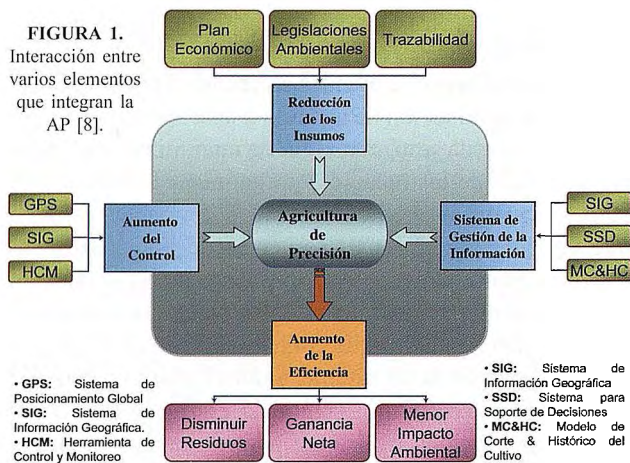 FIGURA 1.
Interacción entre
varios elementos
que integran la
AP [8].
Plan
Económico
Legislaciones
Ambientales
Trazabilidad
Reducción
de los
Insumos
GPS
SIG
HCM
Aumento
del
Control
Agricultura
de
Precisión
Sistema de
Gestión de la
Información
SIG
SSD
MC&HC
Aumento
de la
Eficiencia
Disminuir
Residuos
Ganancia
Neta
Menor
Impacto
Ambiental
• GPS: Sistema de
Posicionamiento Global
• SIG: Sistema de
Información Geográfica.
• HCM: Herramienta de
Control y Monitoreo
• SIG: Sistema de
Información Geográfica
• SSD: Sistema para
Soporte de Decisiones
• MC&HC: Modelo de
Corte & Histórico del
Cultivo